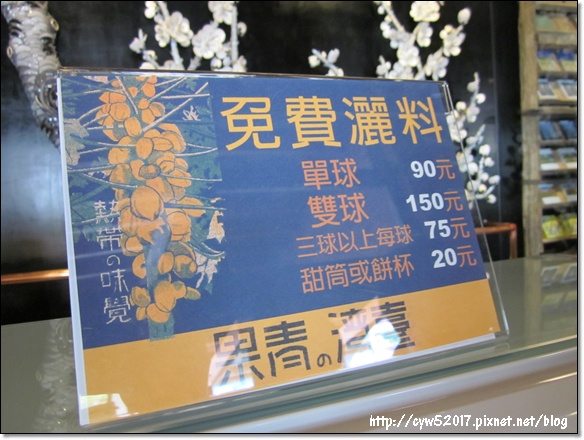 免費灑料
單球 90元
雙球 150元
三球以上每球 75元
甜筒或餅杯 20元
熱帶の味覺
果青の湾臺
http://cyw52017.pixnet.net/blog